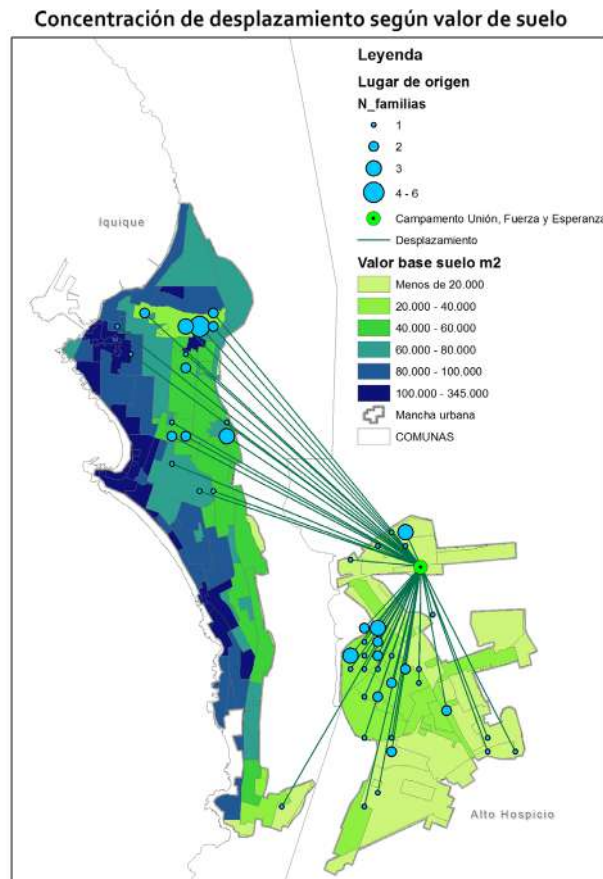 Concentración de desplazamiento según valor de suelo
Leyenda
Lugar de origen
N_familias
1
2
3
4 - 6
Campamento Unión, Fuerza y Esperanza
Desplazamiento
Valor base suelo m2
Menos de 20.000
20.000 - 40.000
40.000 - 60.000
60.000 - 80.000
80.000 - 100.000
100.000 - 345.000
Mancha urbana
COMUNAS
Iquique
Alto Hospicio